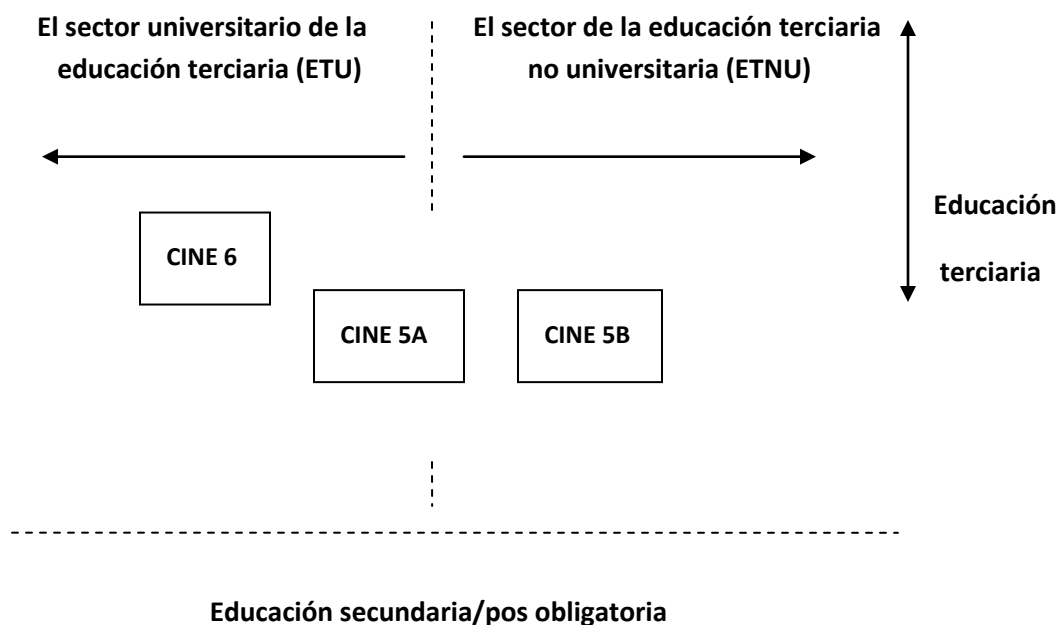 El sector universitario de la
educación terciaria (ETU)
El sector de la educación terciaria
no universitaria (ETNU)
Educación
terciaria
CINE 6
CINE 5A
CINE 5B
Educación secundaria/pos obligatoria